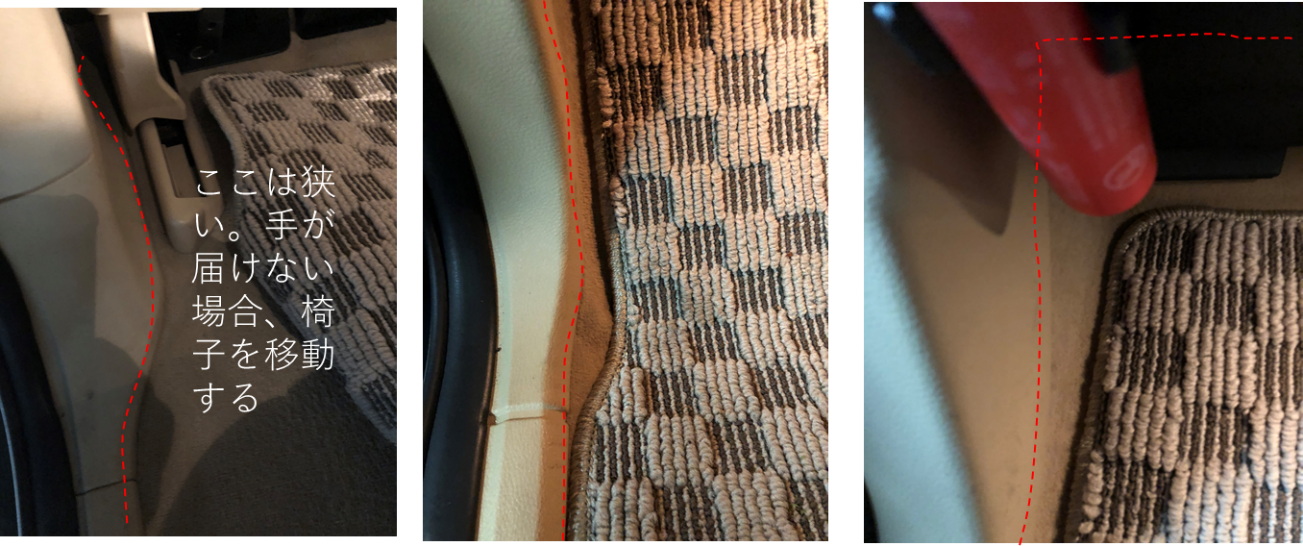 ここは狭
い。手が
届けない
場合、椅
子を移動
する